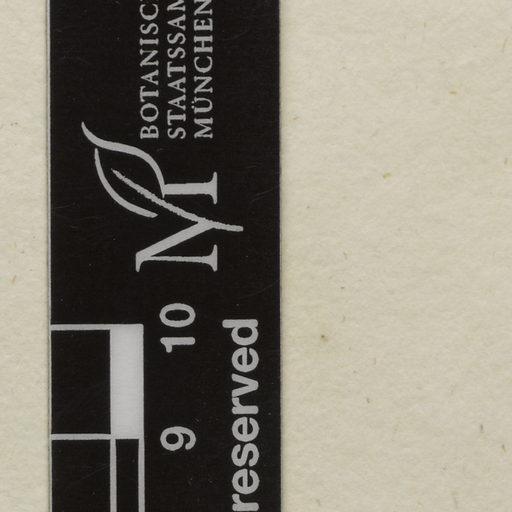 BOTANISC
STAATSSAM
MÜNCHEN
M
9 10
reserved